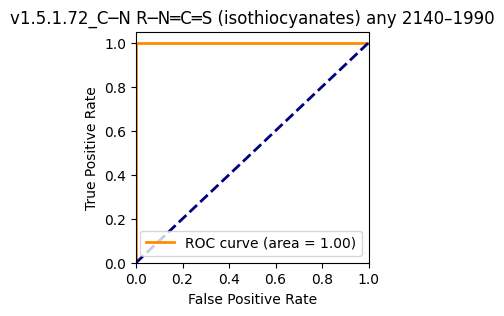 v1.5.1.72_C─N R─N═C═S (isothiocyanates) any 2140–1990
True Positive Rate
1.0
0.8
0.6
0.4
0.2
0.0
ROC curve (area = 1.00)
0.0 0.2 0.4 0.6 0.8 1.0
False Positive Rate